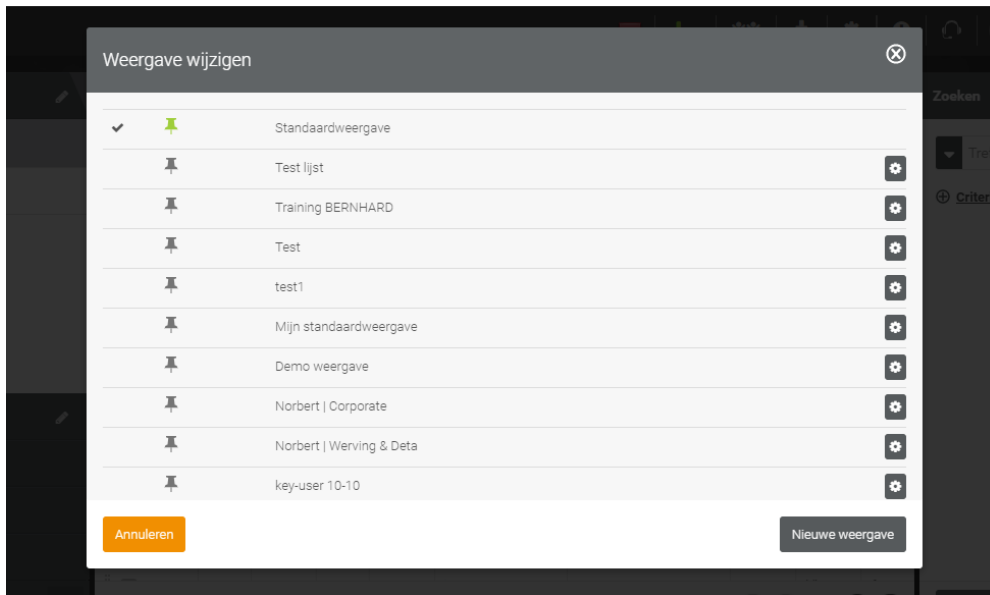 Weergave wijzigen
Zoeken
Standaardweergave
Test lijst
Training BERNHARD
Test
test1
Mijn standaardweergave
Demo weergave
Norbert | Corporate
Norbert | Werving & Deta
key-user 10-10
Annuleren
Nieuwe weergave